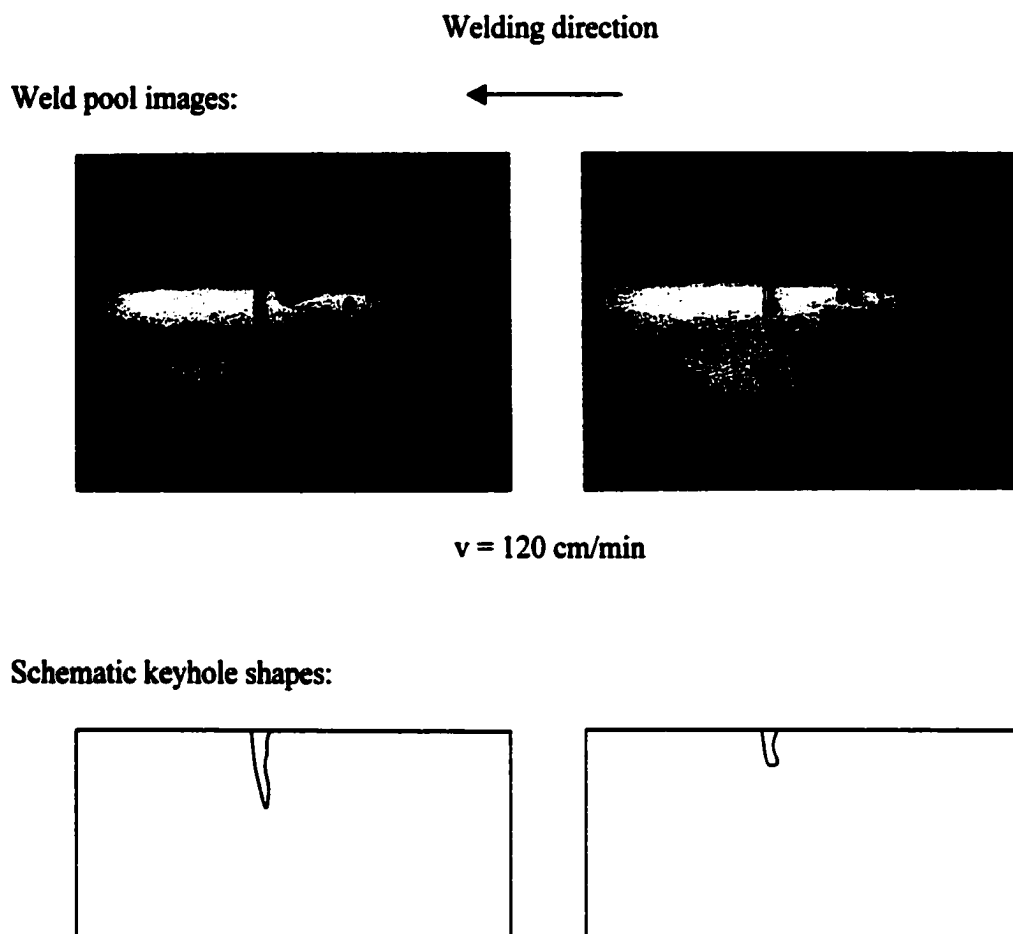 Welding direction
Weld pool images:
v = 120 cm/min
Schematic keyhole shapes: